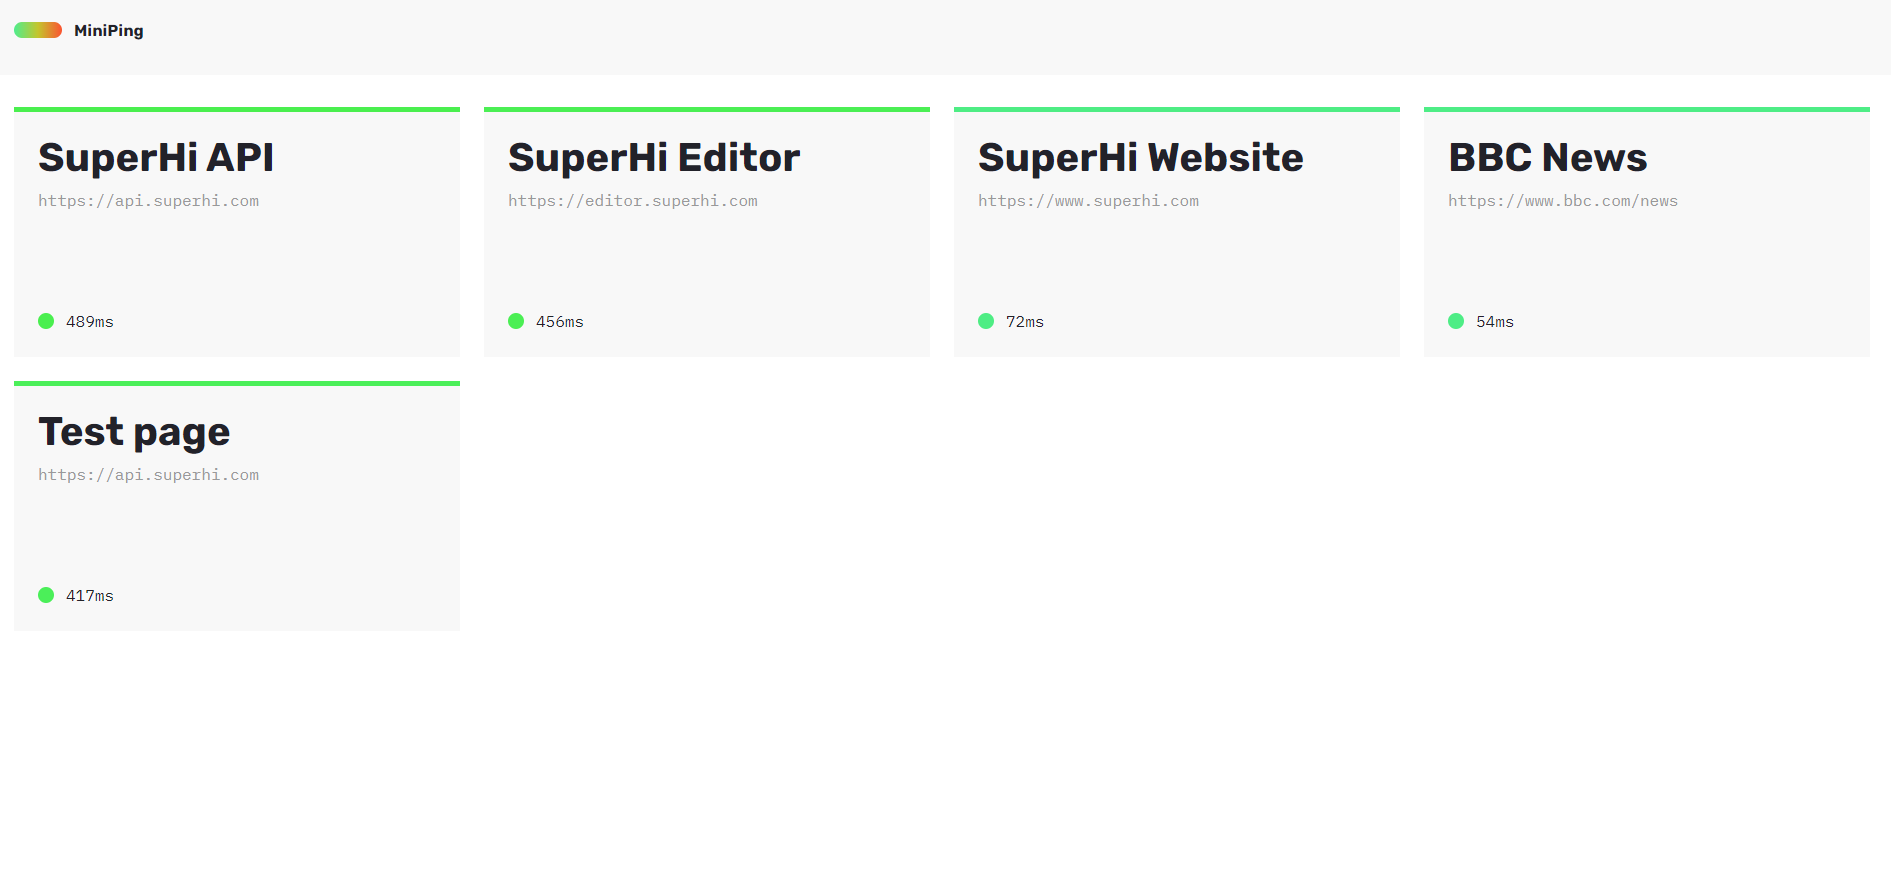 MiniPing
SuperHi API
https://api.superhi.com
489ms
SuperHi Editor
https://editor.superhi.com
456ms
SuperHi Website
https://www.superhi.com
72ms
BBC News
https://www.bbc.com/news
54ms
Test page
https://api.superhi.com
417ms